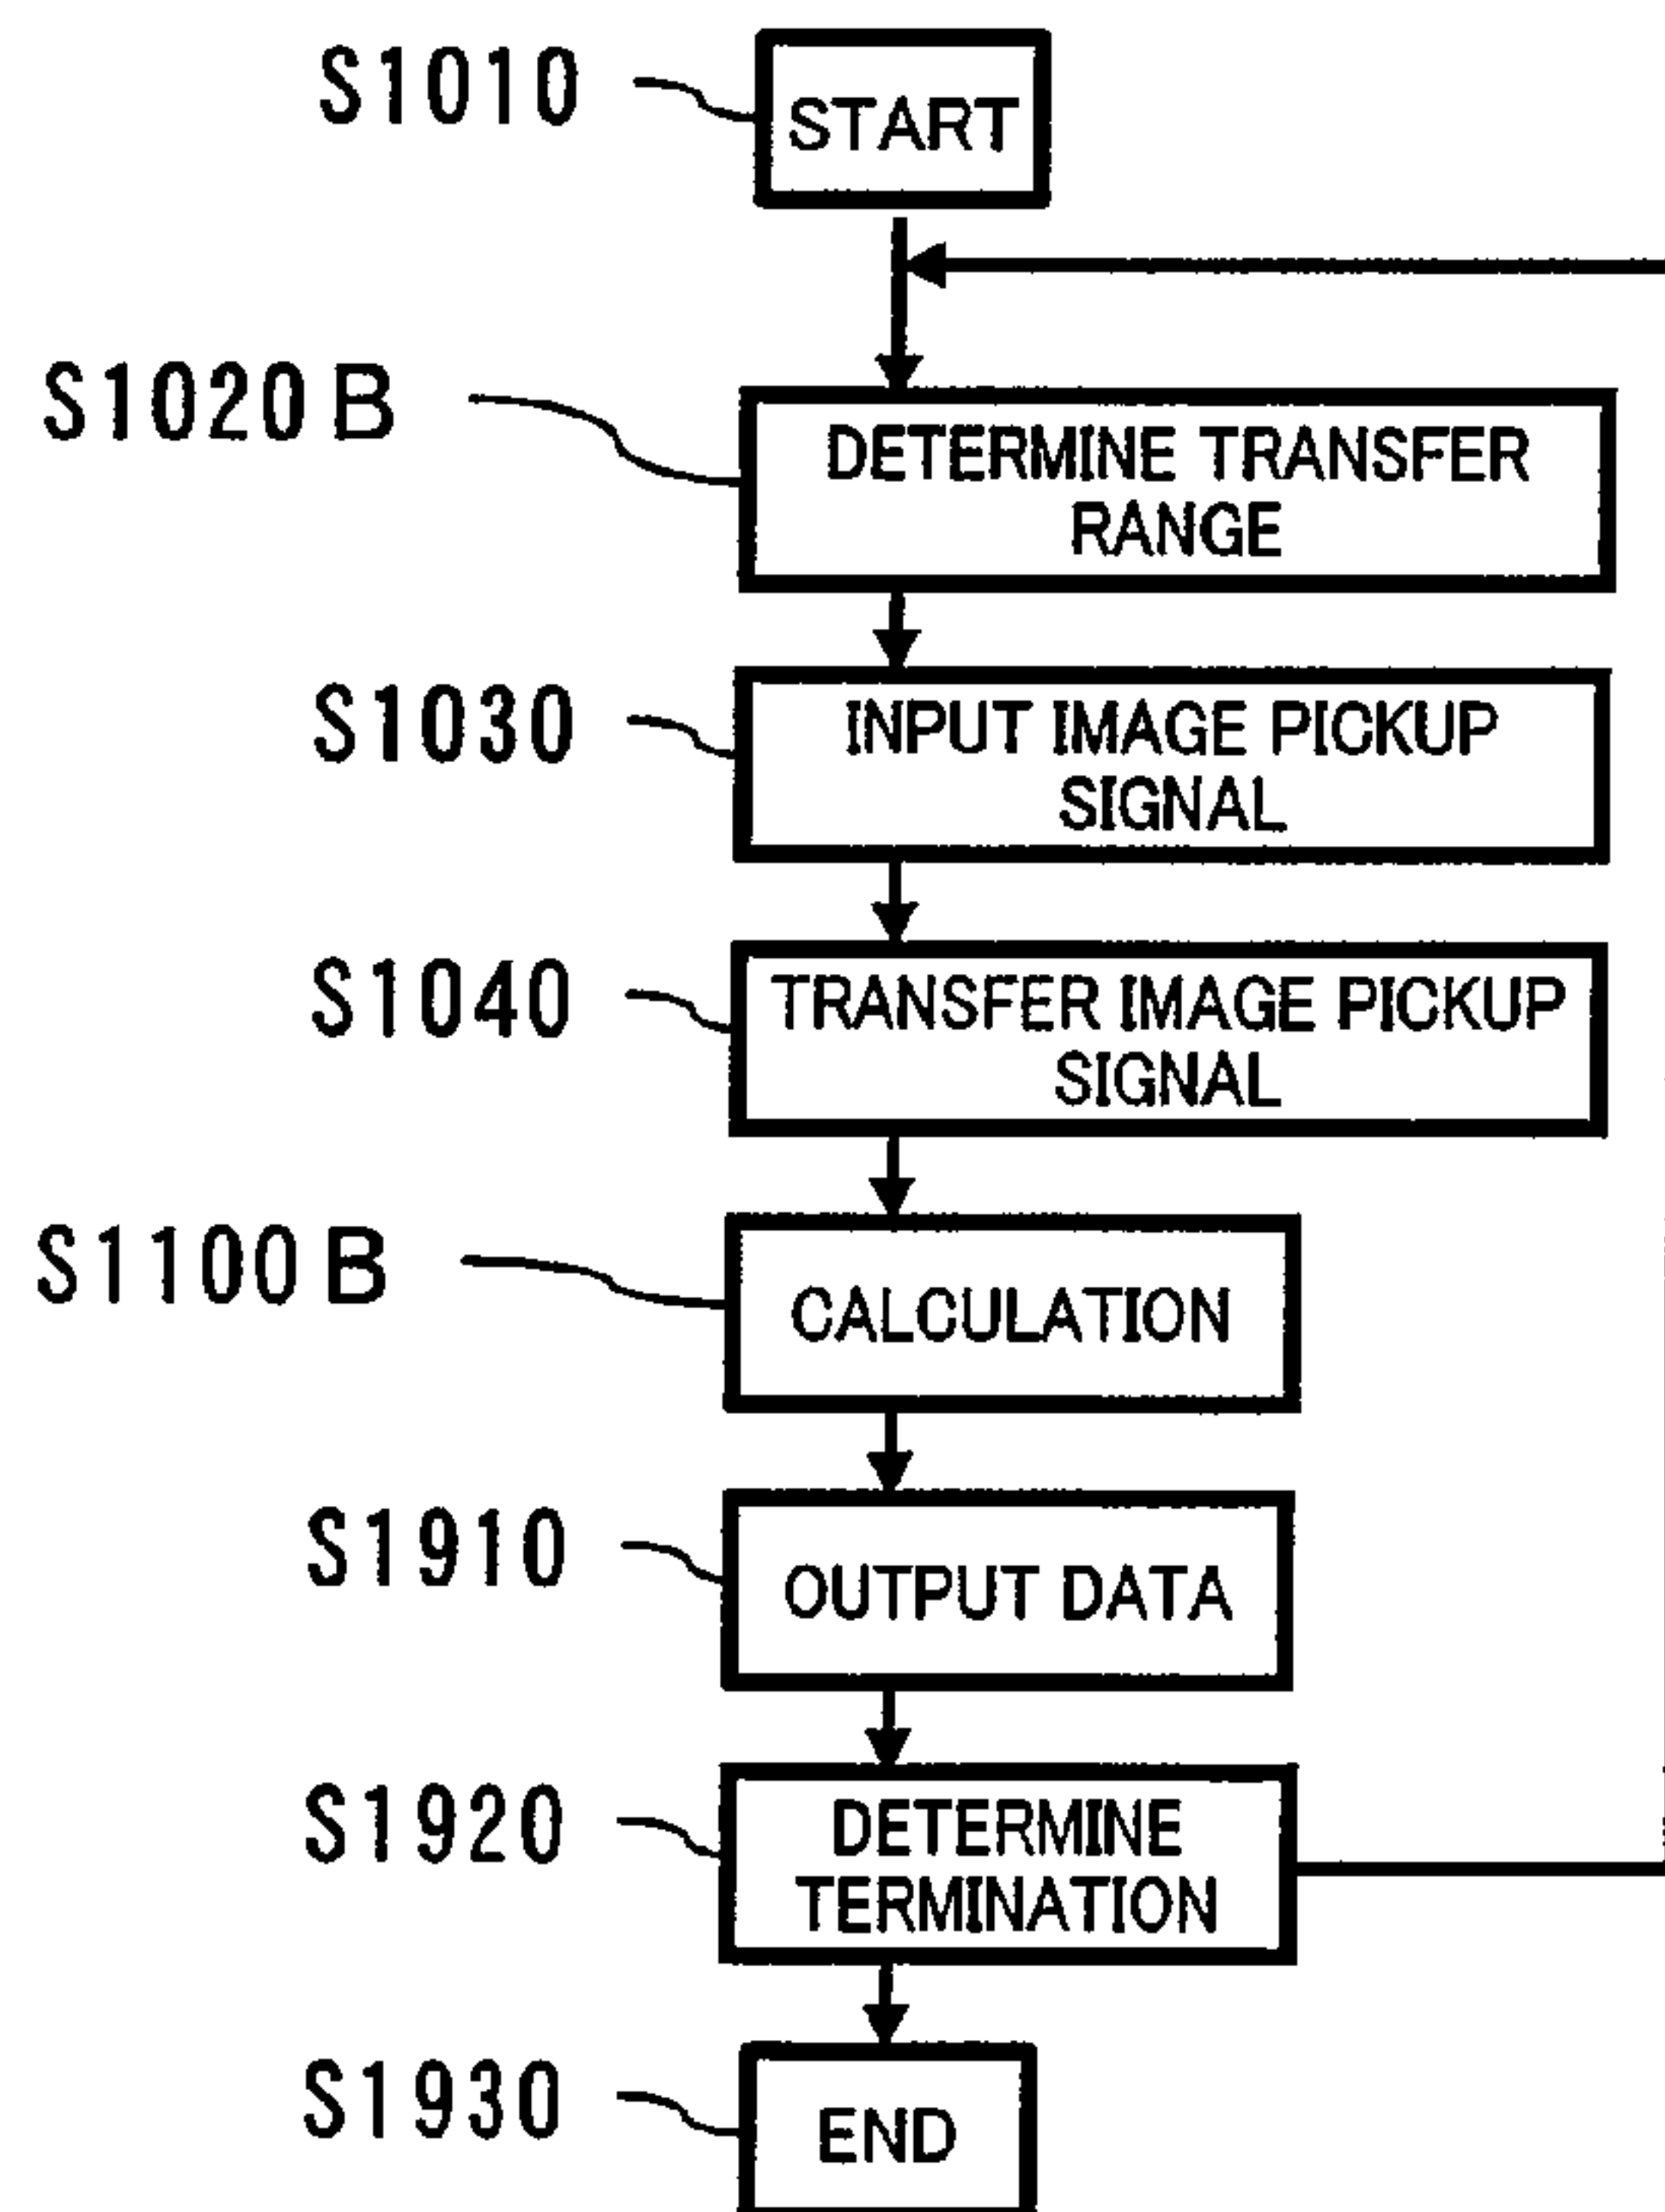 S1010
START
S1020B
DETERMINE TRANSFER
RANGE
S1030
INPUT IMAGE PICKUP
SIGNAL
S1040
TRANSFER IMAGE PICKUP
SIGNAL
S1100B
CALCULATION
S1910
OUTPUT DATA
S1920
DETERMINE
TERMINATION
S1930
END